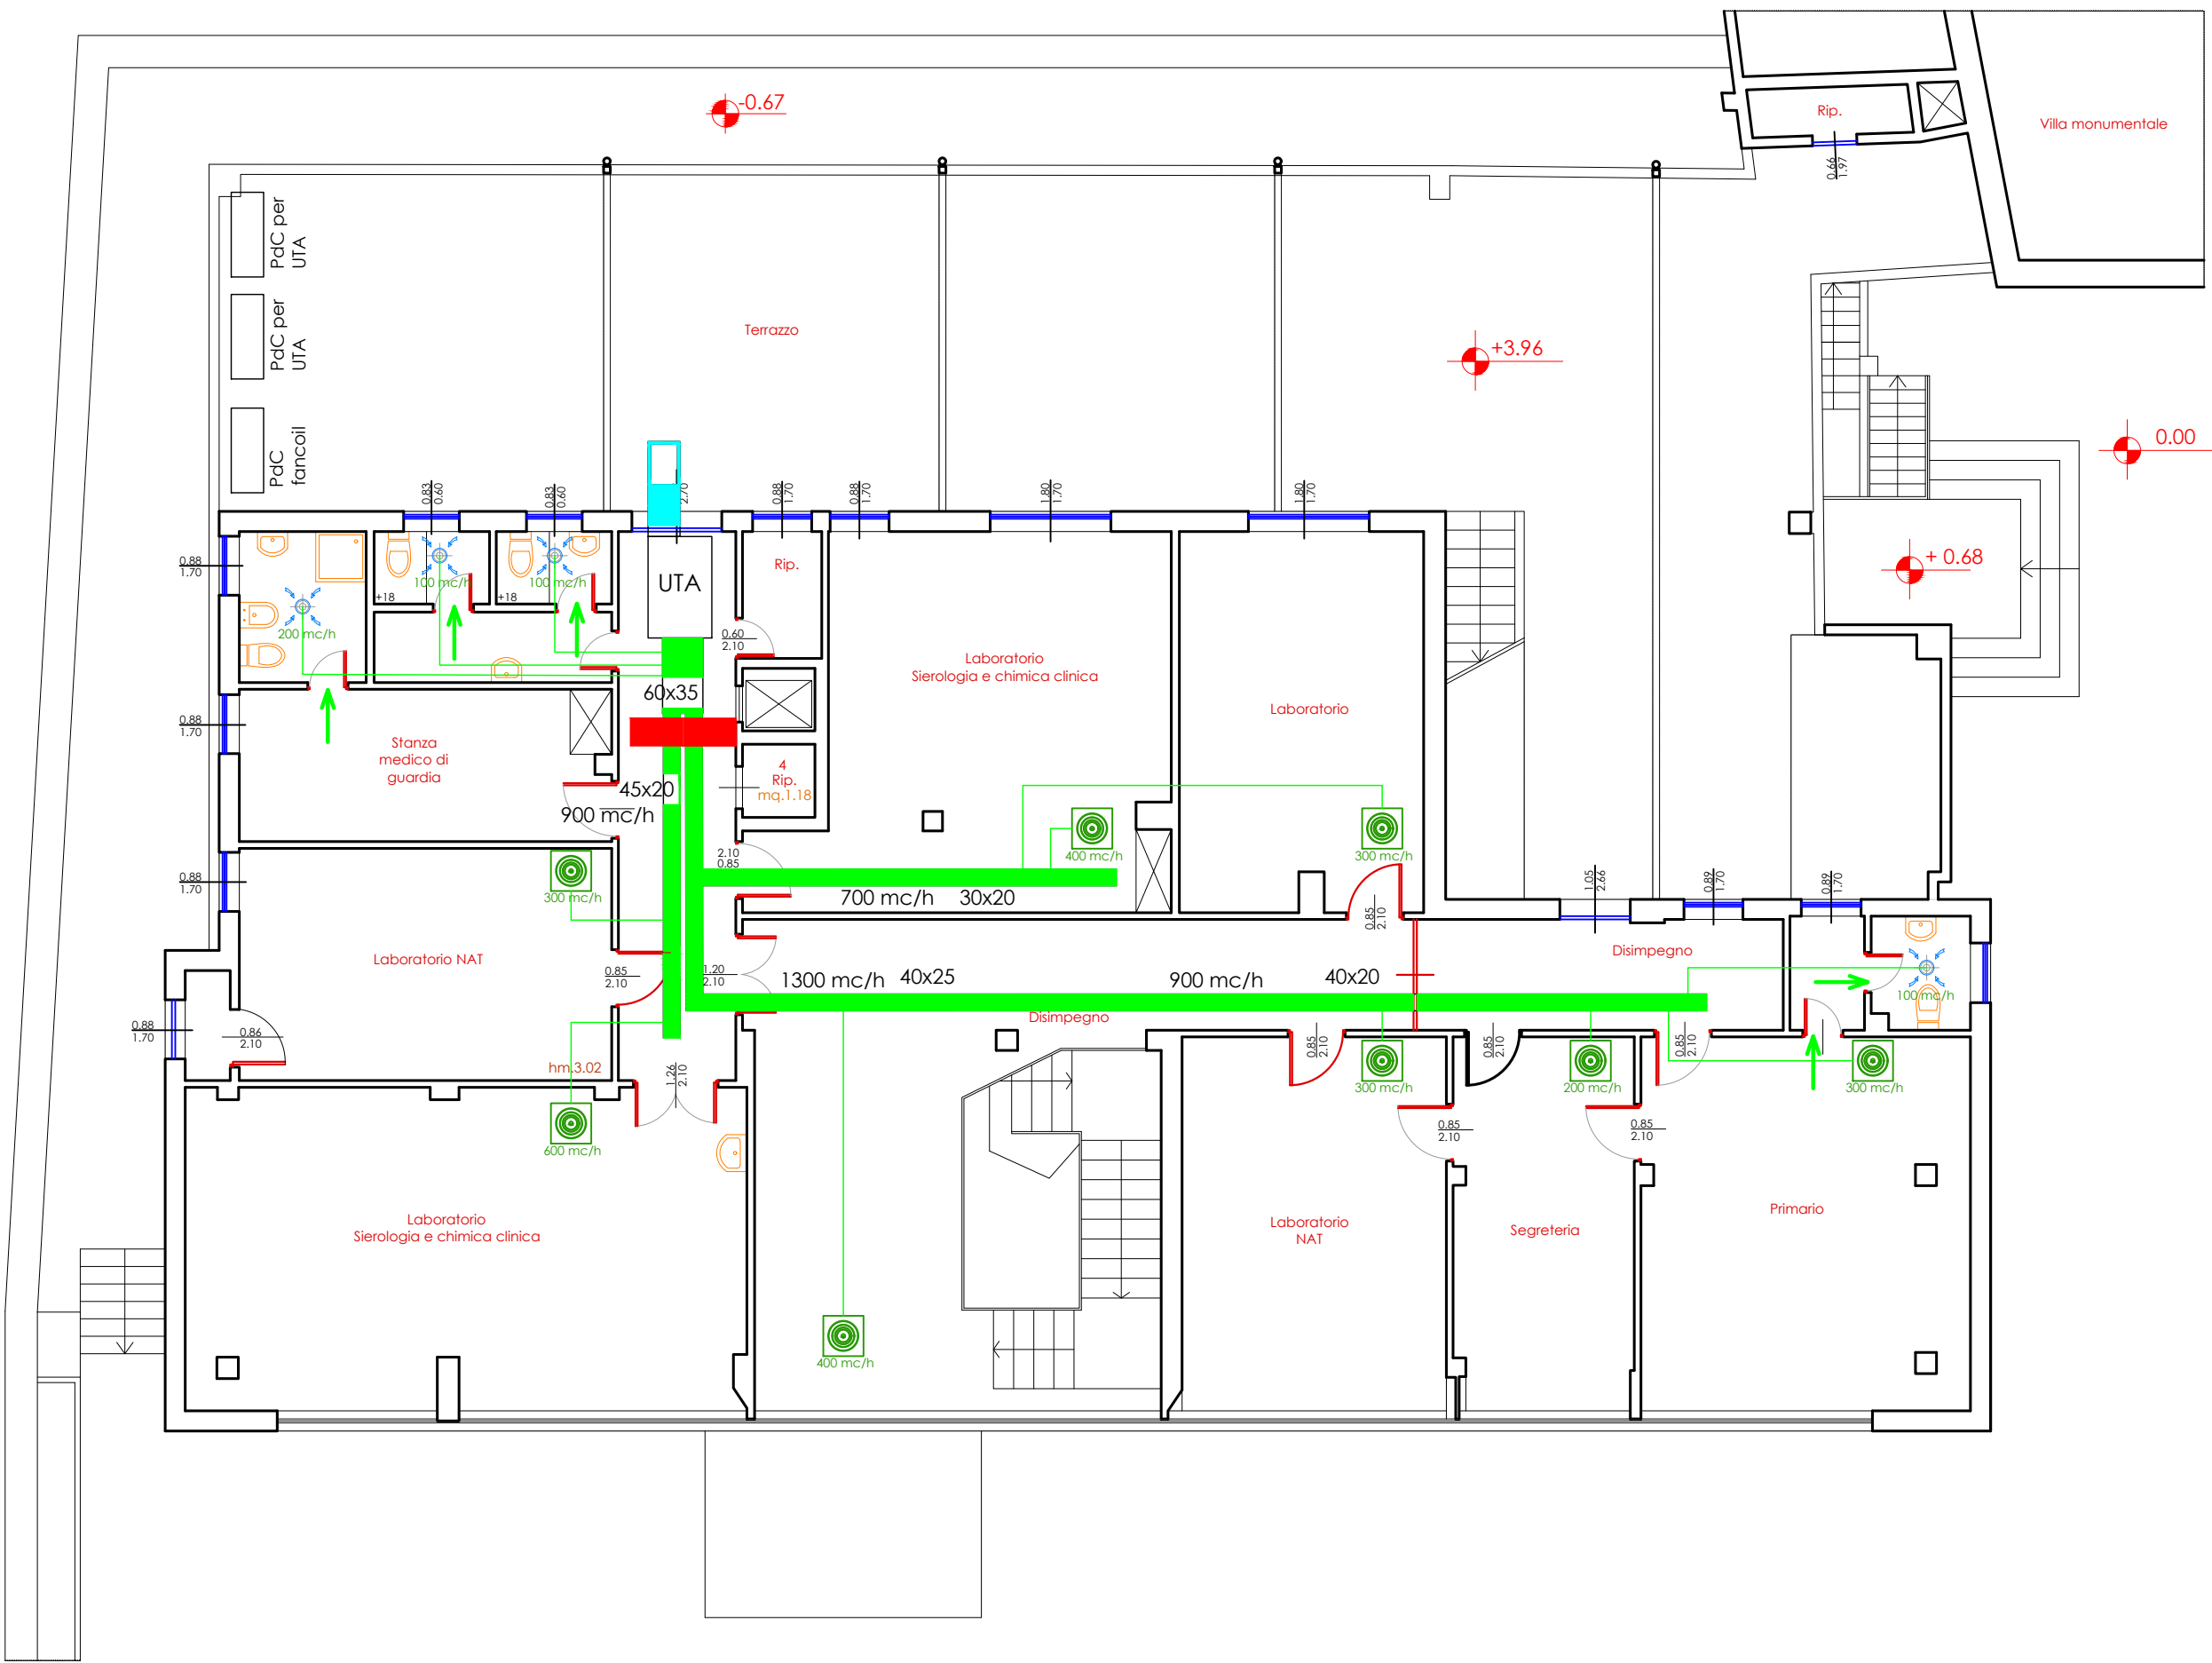 -0.67
Rip.
Villa monumentale
0.66
1.97
PdC per
UTA
PdC per
UTA
PdC
fancoil
Terrazzo
+3.96
0.00
+ 0.68
0.83
0.60
0.83
0.60
2.70
0.88
1.70
0.88
1.70
1.80
1.70
1.80
1.70
0.88
1.70
100 mc/h
100 mc/h
+18
+18
200 mc/h
UTA
Rip.
0.60
2.10
Laboratorio
Sierologia e chimica clinica
Laboratorio
60x35
0.88
1.70
Stanza
medico di
guardia
4
Rip.
mq.1.18
45x20
900 mc/h
2.10
0.85
400 mc/h
300 mc/h
0.88
1.70
300 mc/h
700 mc/h 30x20
0.85
2.10
1.05
2.66
0.89
1.70
0.89
1.70
Laboratorio NAT
0.85
2.10
1.20
2.10
1300 mc/h 40x25
900 mc/h 40x20
Disimpegno
100 mc/h
0.88
1.70
0.86
2.10
Disimpegno
0.85
2.10
0.85
2.10
0.85
2.10
hm.3.02
1.26
2.10
300 mc/h
200 mc/h
300 mc/h
0.85
2.10
0.85
2.10
600 mc/h
Laboratorio
Sierologia e chimica clinica
Laboratorio
NAT
Segreteria
Primario
400 mc/h